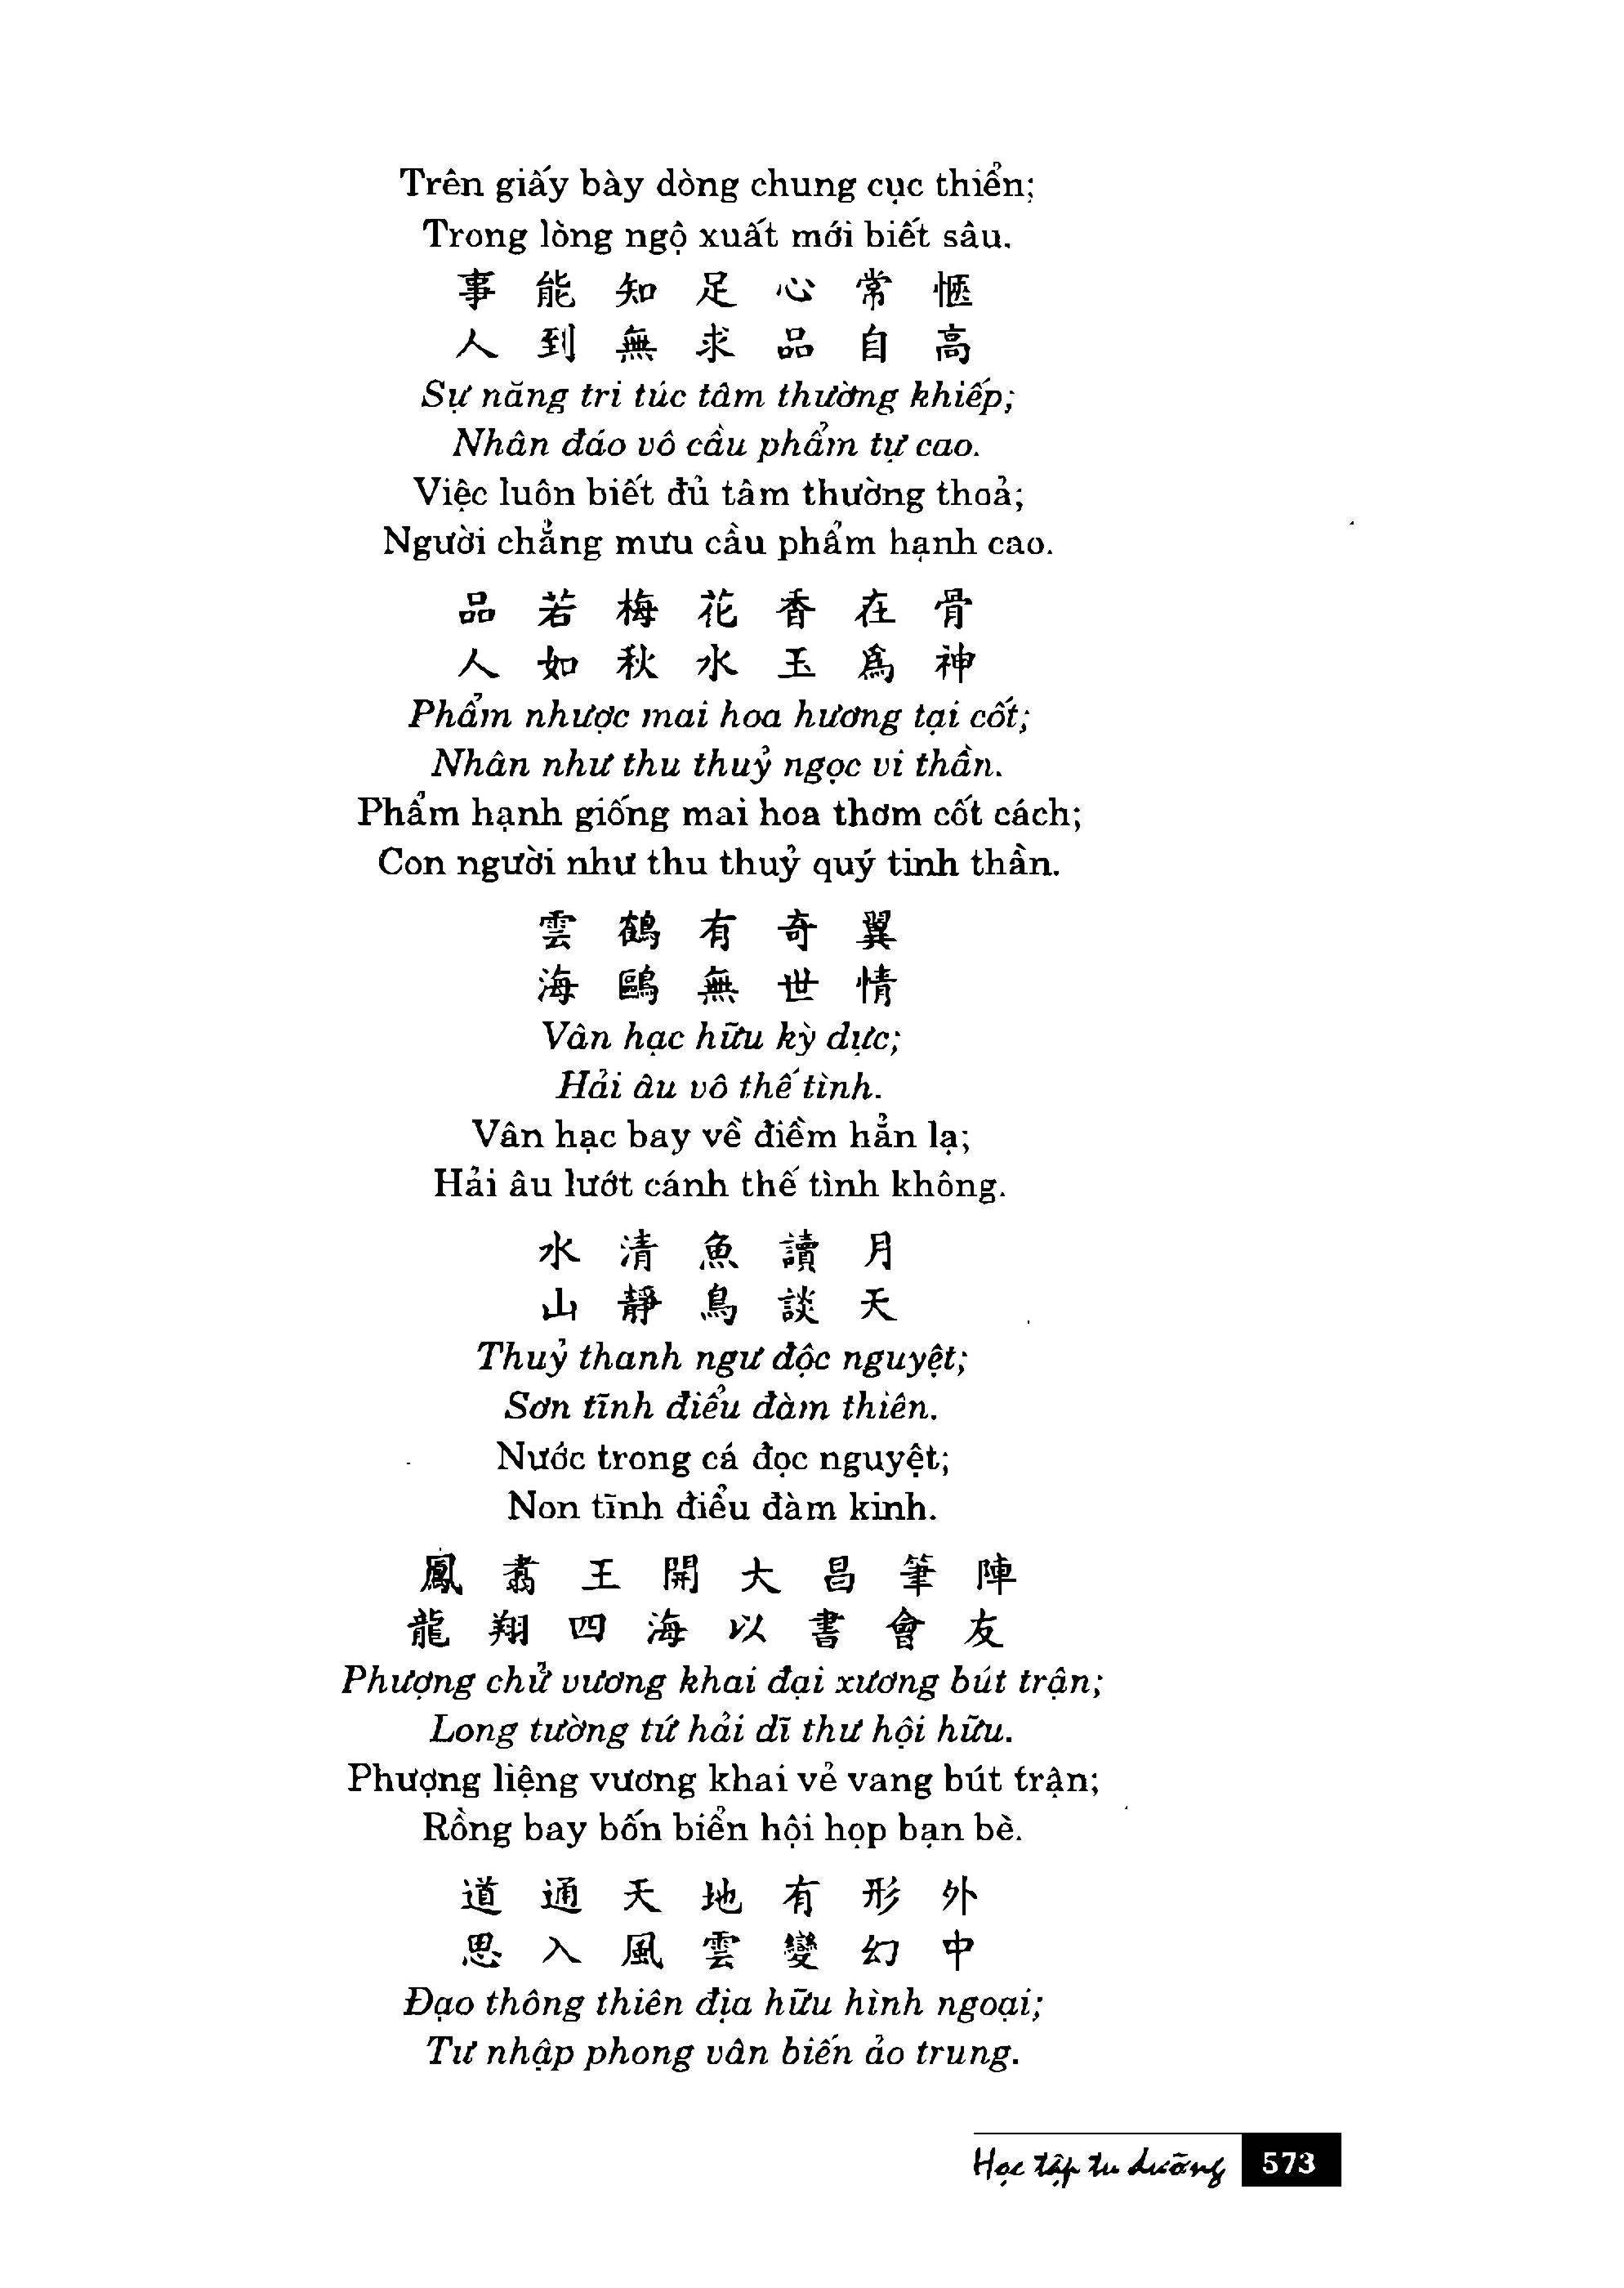 Trên giấy bày dòng chung cục thiển;
Trong lòng ngộ xuất mới biết sâu.
事 能 知 足 心 常 愜
人 到 無 求 品 自 高
Sự năng tri túc tâm thường khiếp;
Nhân đáo vô cầu phẩm tự cao.
Việc luôn biết đủ tâm thường thoả;
Người chẳng mưu cầu phẩm hạnh cao.
品 若 梅 花 香 在 骨
人 如 秋 水 玉 爲 神
Phẩm nhược mai hoa hương tại cốt;
Nhân như thu thuỷ ngọc vi thần.
Phẩm hạnh giống mai hoa thơm cốt cách;
Con người như thu thuỷ quý tinh thần.
雲 鶴 有 奇 翼
海 鷗 無 世 情
Vân hạc hữu kỳ dực;
Hải âu vô thế tình.
Vân hạc bay về điềm hẳn lạ;
Hải âu lướt cánh thế tình không.
水 清 魚 讀 月
山 靜 鳥 談 天
Thuỷ thanh ngư độc nguyệt;
Sơn tĩnh điểu đàm thiên.
Nước trong cá đọc nguyệt;
Non tĩnh điểu đàm kinh.
鳳 翥 王 開 大 昌 筆 陣
龍 翔 四 海 以 書 會 友
Phượng chử vương khai đại xương bút trận;
Long tường tứ hải dĩ thư hội hữu.
Phượng liệng vương khai vẻ vang bút trận;
Rồng bay bốn biển hội họp bạn bè.
道 通 天 地 有 形 外
思 入 風 雲 變 幻 中
Đạo thông thiên địa hữu hình ngoại;
Tư nhập phong vân biến ảo trung.
Học tập tu dưỡng 573